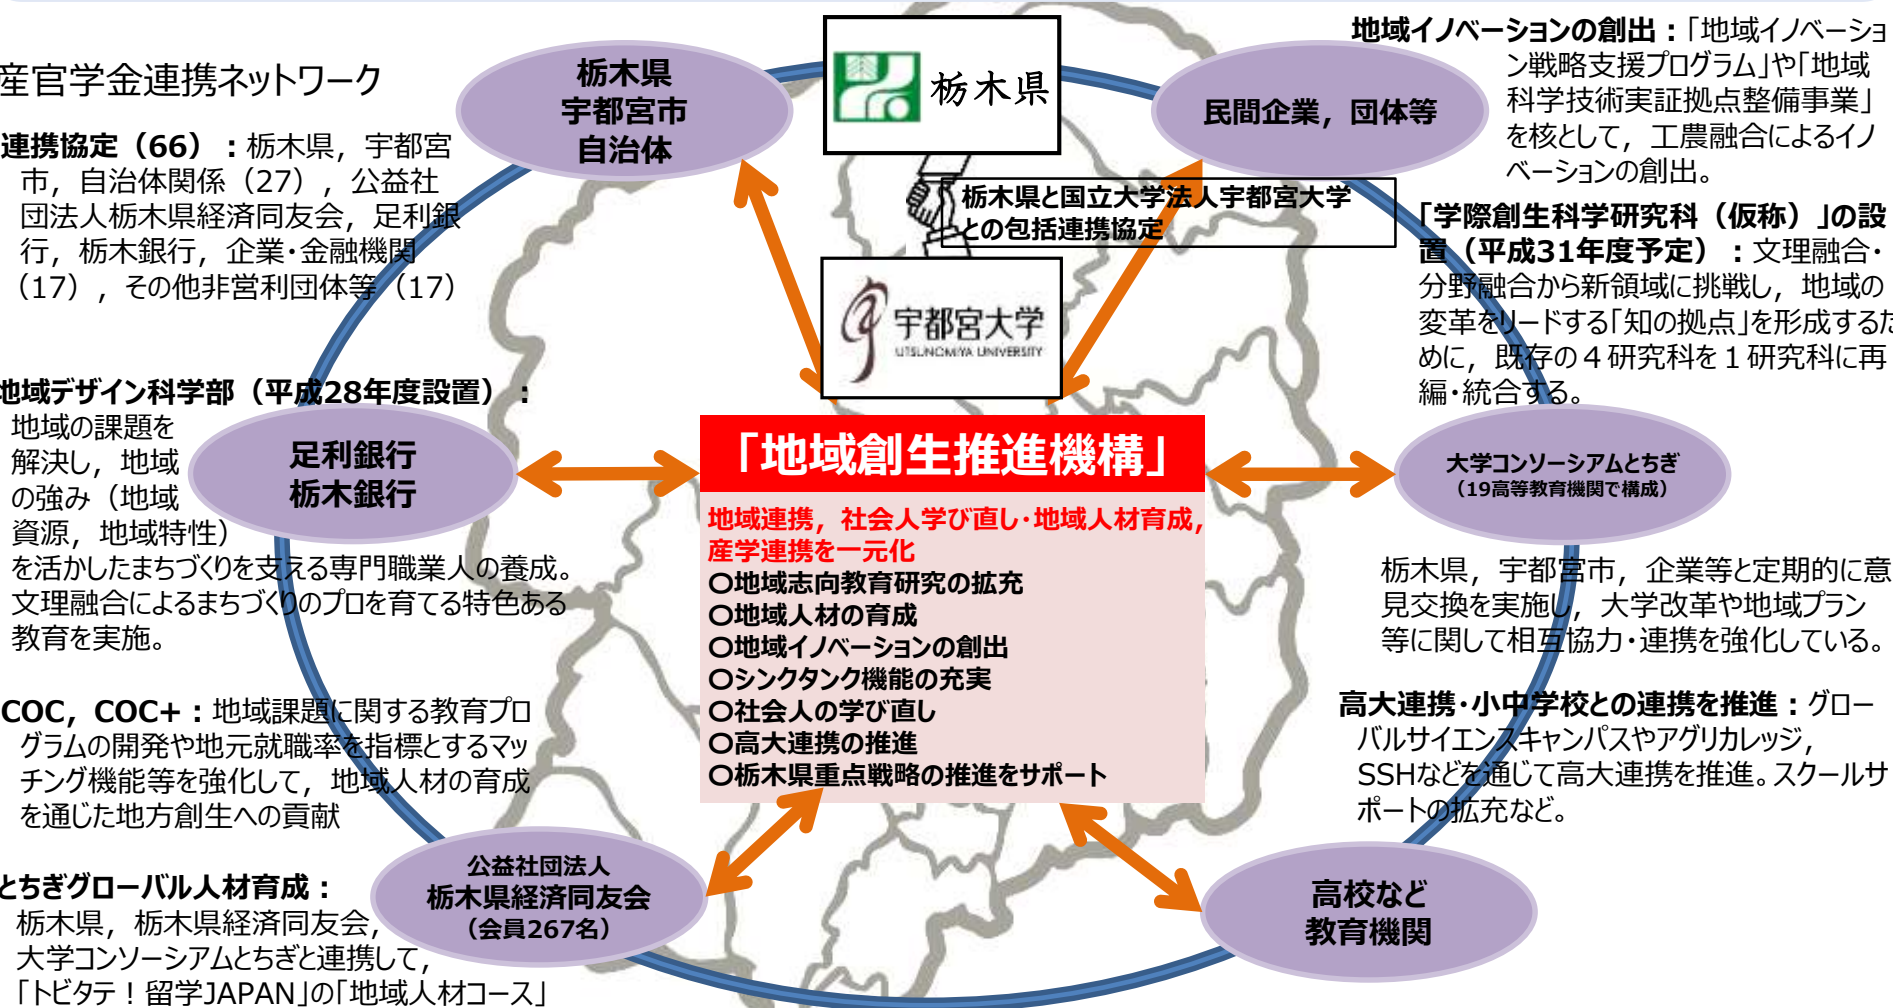 産官学金連携ネットワーク
連携協定（66）：栃木県，宇都宮
市，自治体関係（27），公益社
団法人栃木県経済同友会，足利銀
行，栃木銀行，企業・金融機関
（17），その他非営利団体等（17）
地域デザイン科学部（平成28年度設置）：
地域の課題を
解決し，地域
の強み（地域
資源，地域特性）
を活かしたまちづくりを支える専門職業人の養成。
文理融合によるまちづくりのプロを育てる特色ある
教育を実施。
COC，COC+：地域課題に関する教育プロ
グラムの開発や地元就職率を指標とするマッ
チング機能等を強化して，地域人材の育成
を通じた地方創生への貢献
とちぎグローバル人材育成：
栃木県，栃木県経済同友会，
大学コンソーシアムとちぎと連携して，
「トビタテ！留学JAPAN」の「地域人材コース」
栃木県
宇都宮市
自治体
栃木県
民間企業，団体等
栃木県と国立大学法人宇都宮大学
との包括連携協定
宇都宮大学
UTSUNOMIYA UNIVERSITY
足利銀行
栃木銀行
「地域創生推進機構」
地域連携，社会人学び直し・地域人材育成，
産学連携を一元化
〇地域志向教育研究の拡充
〇地域人材の育成
〇地域イノベーションの創出
〇シンクタンク機能の充実
〇社会人の学び直し
〇高大連携の推進
〇栃木県重点戦略の推進をサポート
大学コンソーシアムとちぎ
（19高等教育機関で構成）
公益社団法人
栃木県経済同友会
（会員267名）
高校など
教育機関
地域イノベーションの創出：「地域イノベーショ
ン戦略支援プログラム」や「地域
科学技術実証拠点整備事業」
を核として，工農融合によるイノ
ベーションの創出。
「学際創生科学研究科（仮称）」の設
置（平成31年度予定）：文理融合・
分野融合から新領域に挑戦し，地域の
変革をリードする「知の拠点」を形成するた
めに，既存の４研究科を１研究科に再
編・統合する。
栃木県，宇都宮市，企業等と定期的に意
見交換を実施し，大学改革や地域プラン
等に関して相互協力・連携を強化している。
高大連携・小中学校との連携を推進：グロー
バルサイエンスキャンパスやアグリカレッジ，
SSHなどを通じて高大連携を推進。スクールサ
ポートの拡充など。